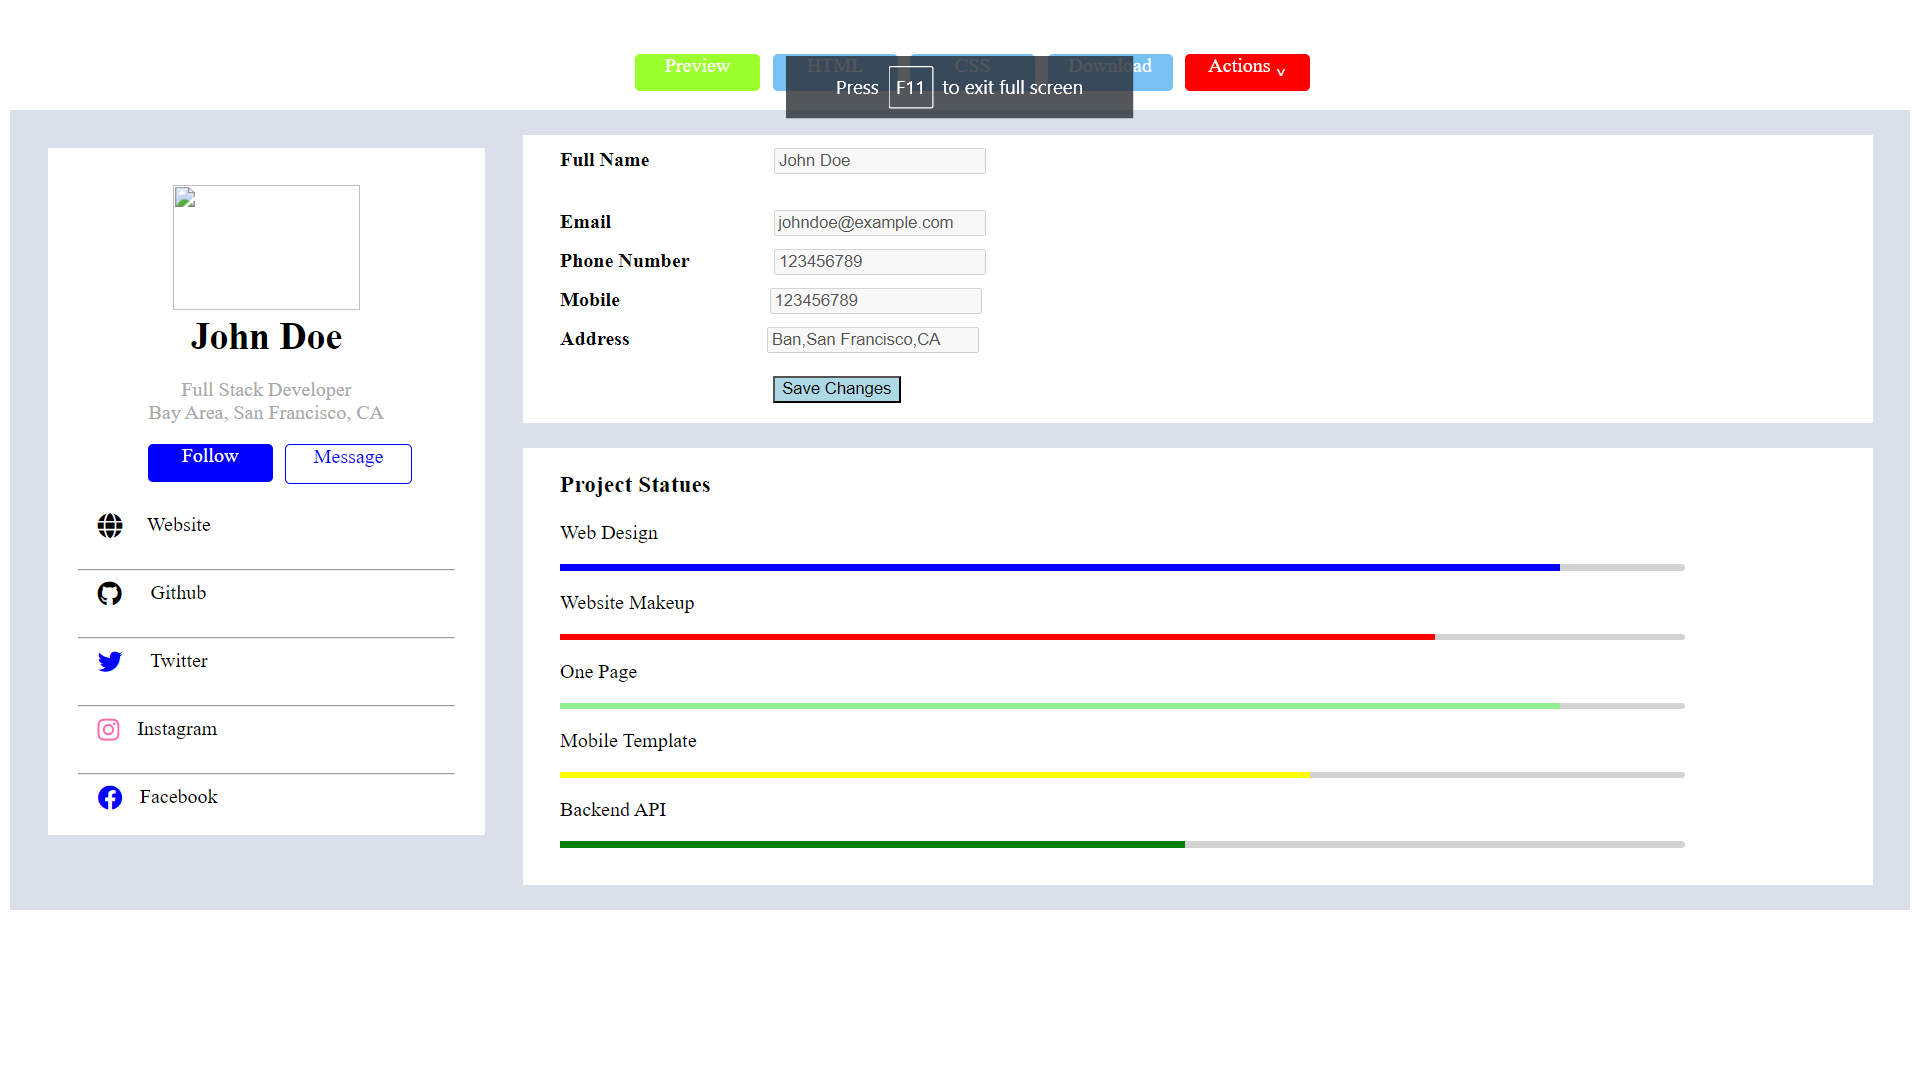 Preview HTML CSS Download Actions v
Press F11 to exit full screen
John Doe
Full Stack Developer
Bay Area, San Francisco, CA
Follow Message
Website
Github
Twitter
Instagram
Facebook
Full Name John Doe
Email johndoe@example.com
Phone Number 123456789
Mobile 123456789
Address Ban,San Francisco,CA
Save Changes
Project Statues
Web Design
Website Makeup
One Page
Mobile Template
Backend API